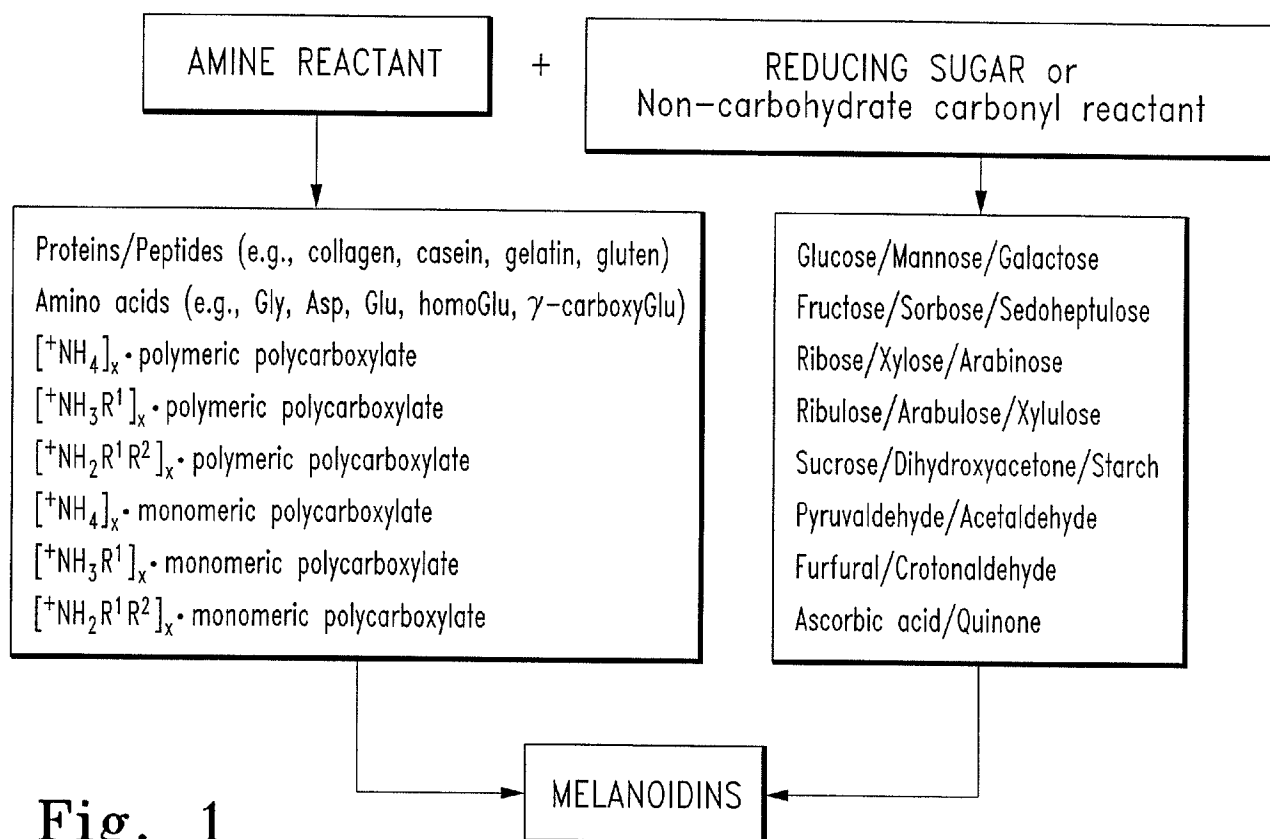 AMINE REACTANT
+
REDUCING SUGAR or
Non-carbohydrate carbonyl reactant
Proteins/Peptides (e.g., collagen, casein, gelatin, gluten)
Amino acids (e.g., Gly, Asp, Glu, homoGlu, γ-carboxyGlu)
[⁺NH₄]ₓ · polymeric polycarboxylate
[⁺NH₃R¹]ₓ · polymeric polycarboxylate
[⁺NH₂R¹R²]ₓ · polymeric polycarboxylate
[⁺NH₄]ₓ · monomeric polycarboxylate
[⁺NH₃R¹]ₓ · monomeric polycarboxylate
[⁺NH₂R¹R²]ₓ · monomeric polycarboxylate
Glucose/Mannose/Galactose
Fructose/Sorbose/Sedoheptulose
Ribose/Xylose/Arabinose
Ribulose/Arabulose/Xylulose
Sucrose/Dihydroxyacetone/Starch
Pyruvaldehyde/Acetaldehyde
Furfural/Crotonaldehyde
Ascorbic acid/Quinone
MELANOIDINS
Fig. 1